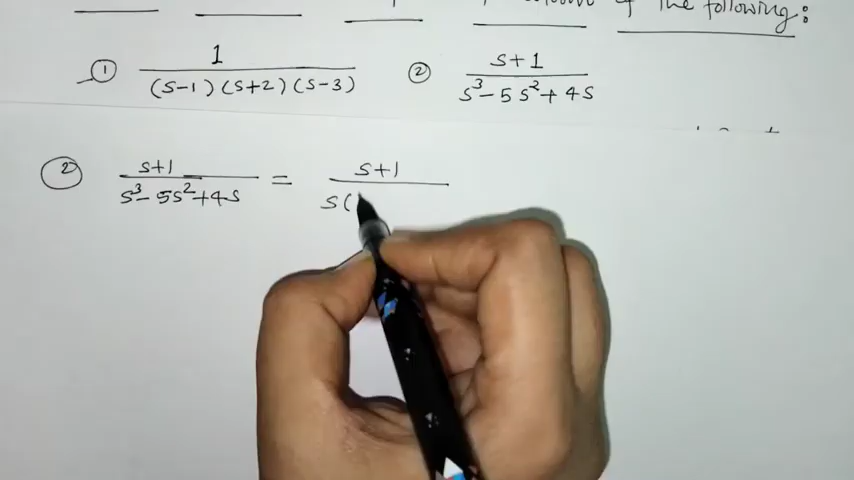 of the following:
① 1/((s-1)(s+2)(s-3)) ② s+1/(s³-5s²+4s)
② s+1/(s³-5s²+4s) = s+1/(s(